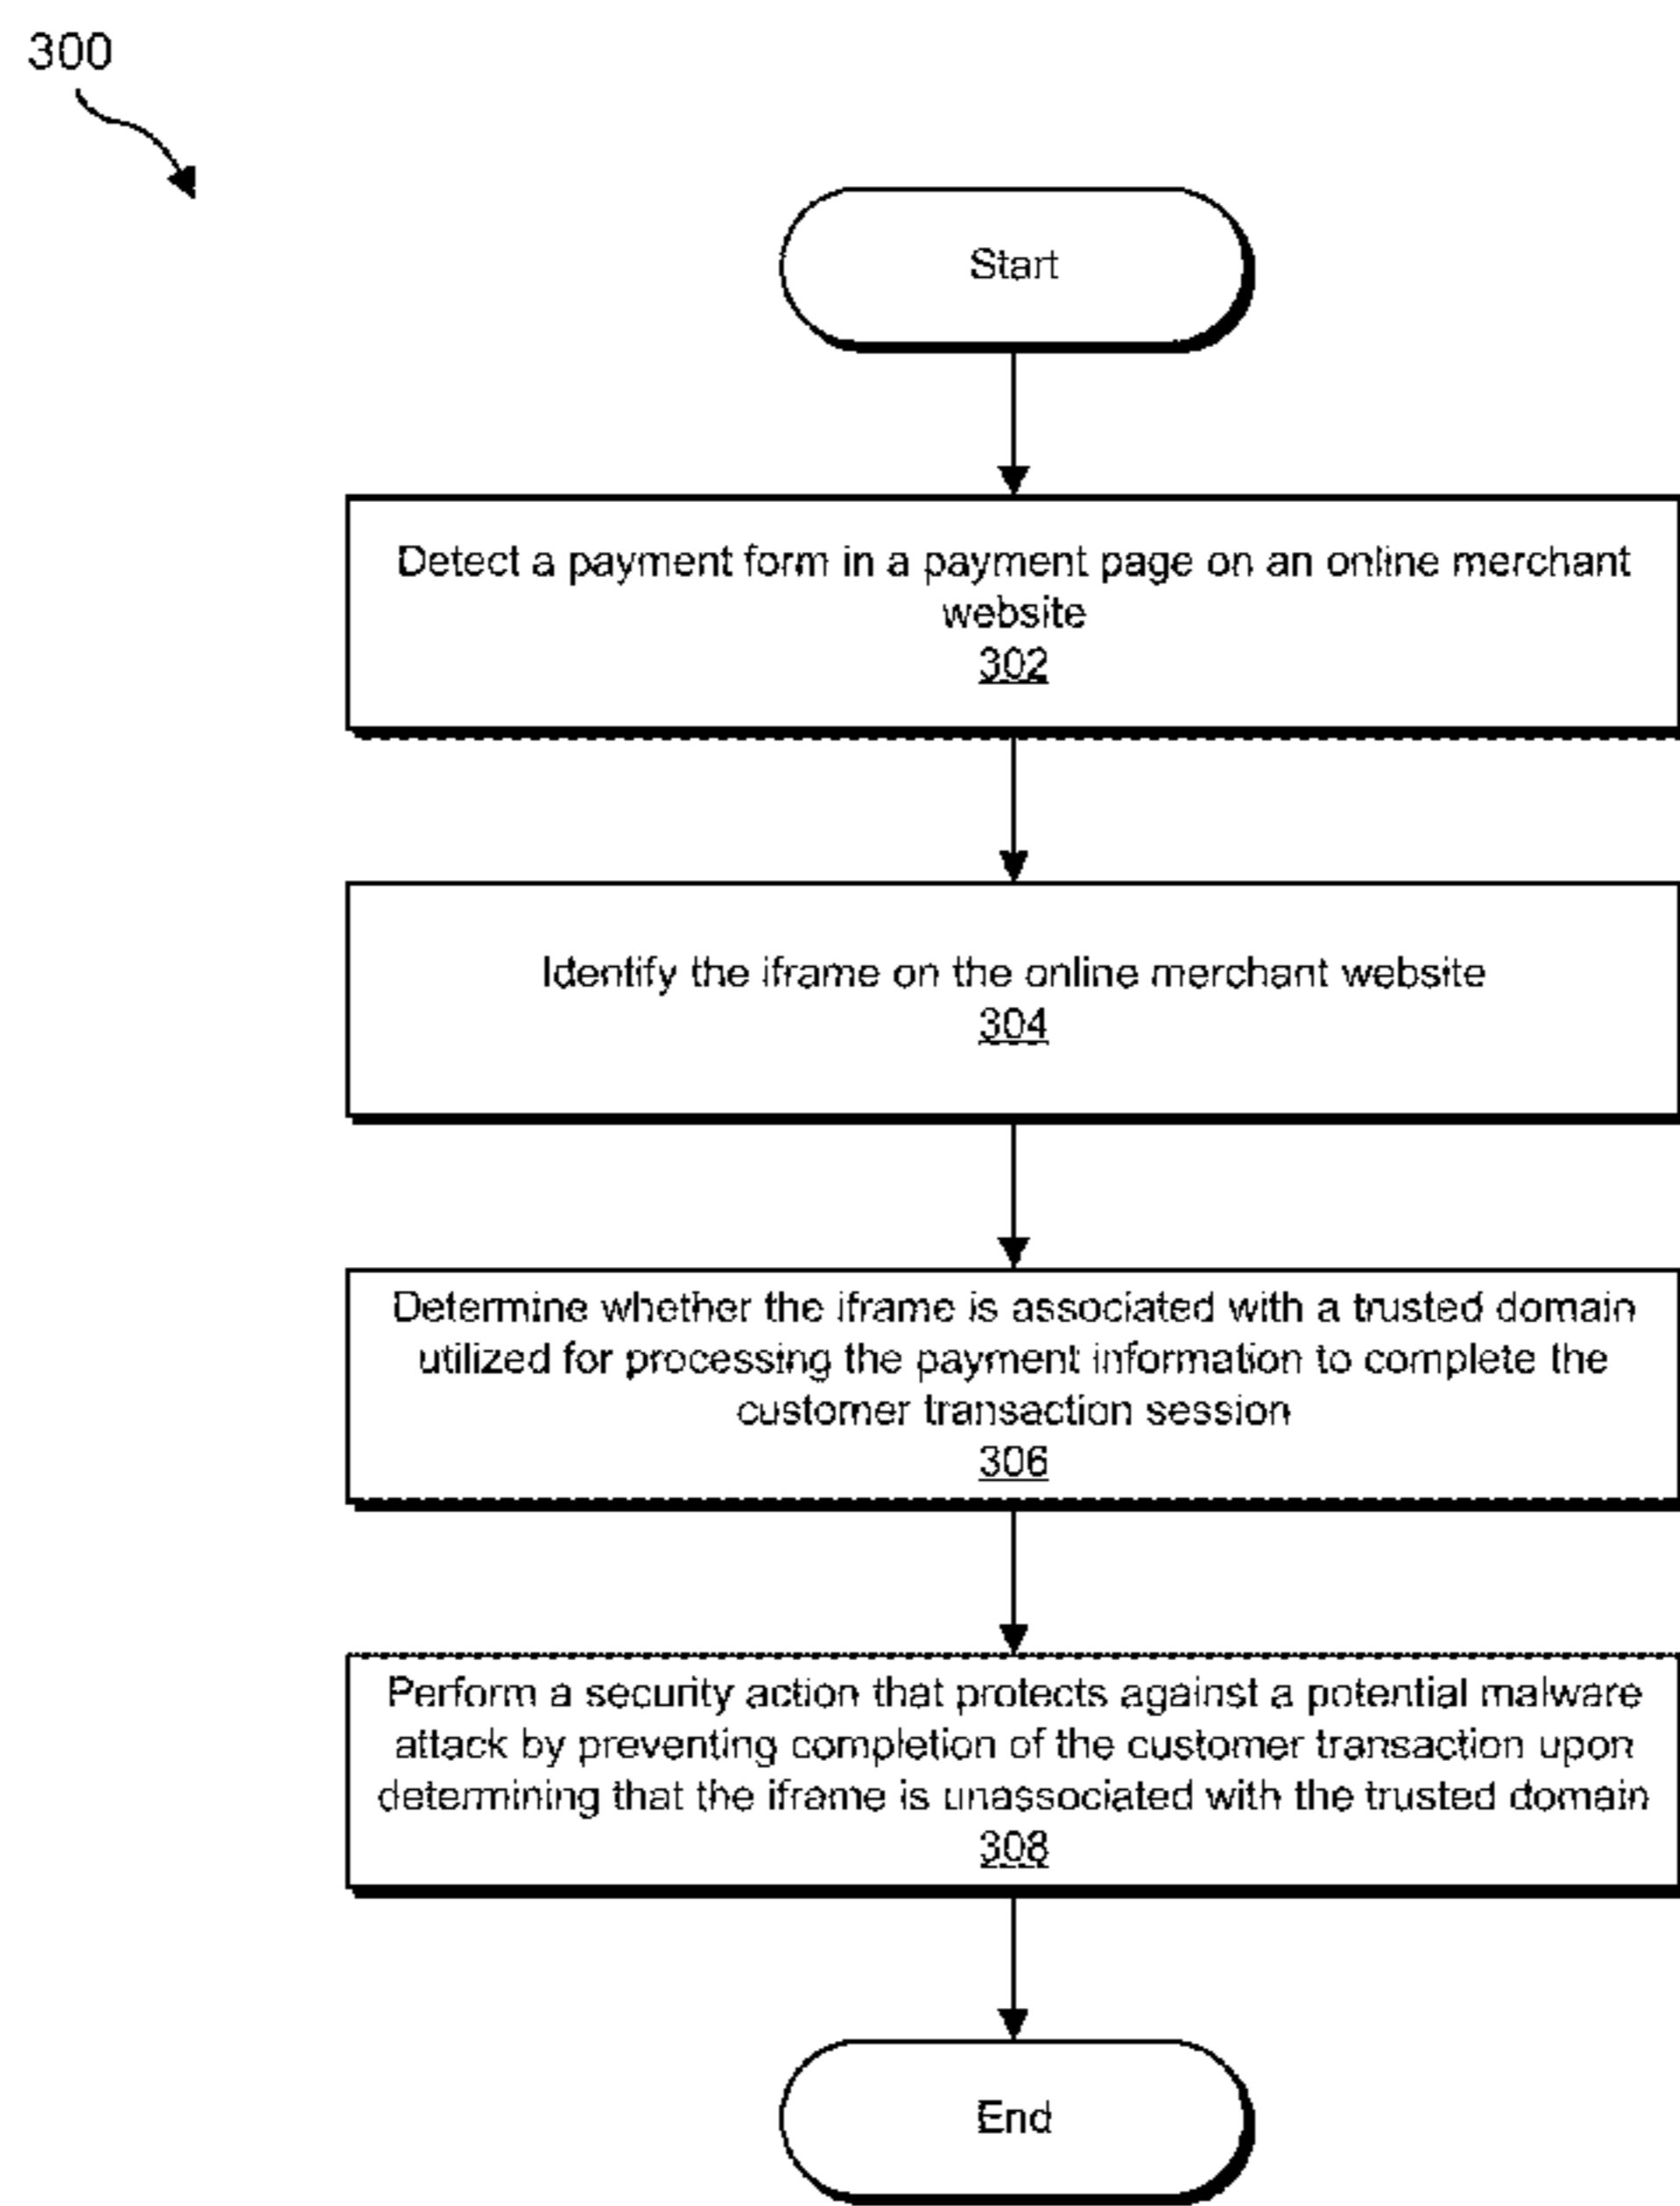 300
Start
Detect a payment form in a payment page on an online merchant
website
302
Identify the iframe on the online merchant website
304
Determine whether the iframe is associated with a trusted domain
utilized for processing the payment information to complete the
customer transaction session
306
Perform a security action that protects against a potential malware
attack by preventing completion of the customer transaction upon
determining that the iframe is unassociated with the trusted domain
308
End